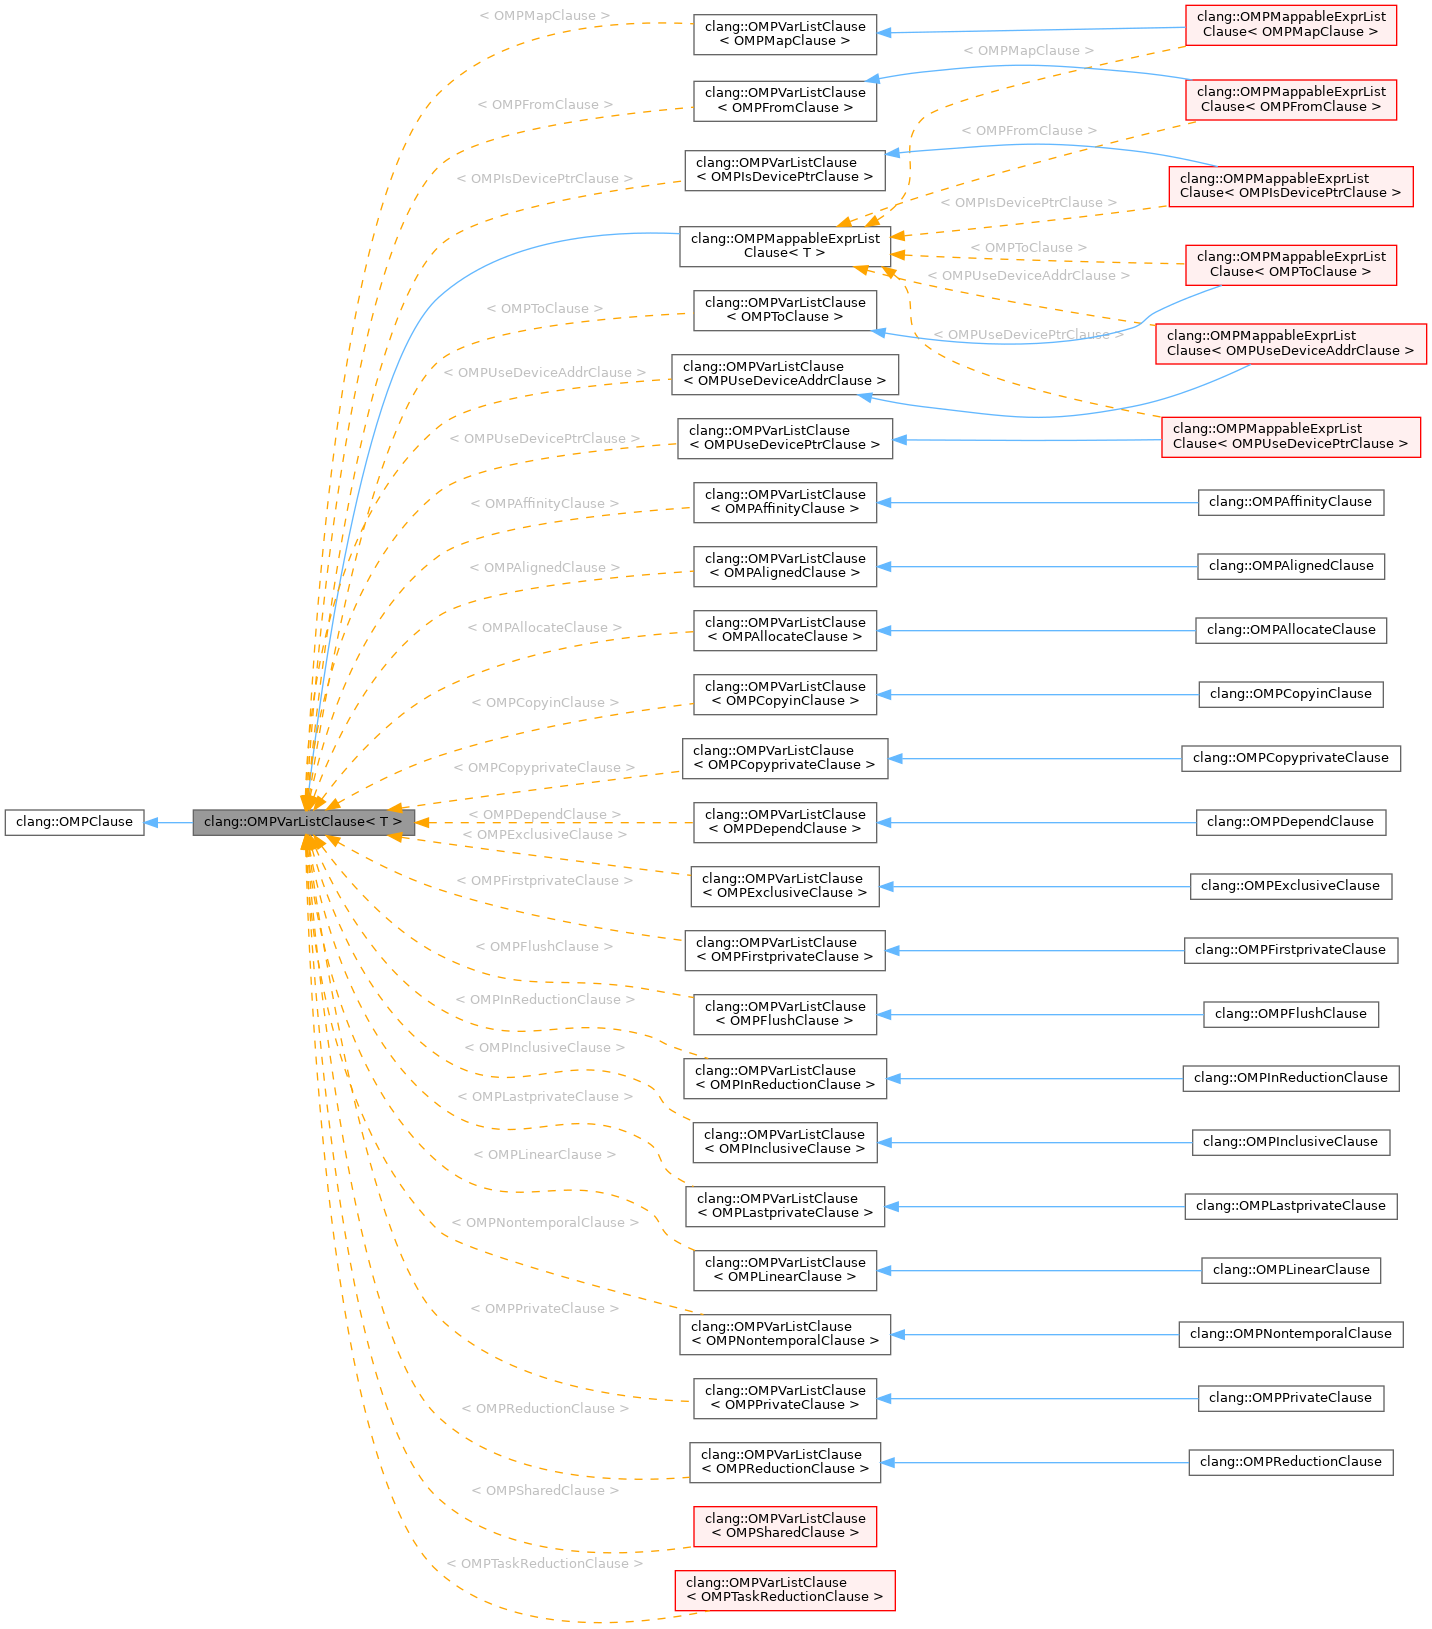 clang::OMPClause
clang::OMPVarListClause< T >
< OMPMapClause >
< OMPFromClause >
< OMPIsDevicePtrClause >
< OMPToClause >
< OMPUseDeviceAddrClause >
< OMPUseDevicePtrClause >
< OMPAffinityClause >
< OMPAlignedClause >
< OMPAllocateClause >
< OMPCopyinClause >
< OMPCopyprivateClause >
< OMPDependClause >
< OMPExclusiveClause >
< OMPFirstprivateClause >
< OMPFlushClause >
< OMPInReductionClause >
< OMPInclusiveClause >
< OMPLastprivateClause >
< OMPLinearClause >
< OMPNontemporalClause >
< OMPPrivateClause >
< OMPReductionClause >
< OMPSharedClause >
< OMPTaskReductionClause >
clang::OMPVarListClause
< OMPMapClause >
clang::OMPVarListClause
< OMPFromClause >
clang::OMPVarListClause
< OMPIsDevicePtrClause >
clang::OMPMappableExprList
Clause< T >
clang::OMPVarListClause
< OMPToClause >
clang::OMPVarListClause
< OMPUseDeviceAddrClause >
clang::OMPVarListClause
< OMPUseDevicePtrClause >
clang::OMPVarListClause
< OMPAffinityClause >
clang::OMPVarListClause
< OMPAlignedClause >
clang::OMPVarListClause
< OMPAllocateClause >
clang::OMPVarListClause
< OMPCopyinClause >
clang::OMPVarListClause
< OMPCopyprivateClause >
clang::OMPVarListClause
< OMPDependClause >
clang::OMPVarListClause
< OMPExclusiveClause >
clang::OMPVarListClause
< OMPFirstprivateClause >
clang::OMPVarListClause
< OMPFlushClause >
clang::OMPVarListClause
< OMPInReductionClause >
clang::OMPVarListClause
< OMPInclusiveClause >
clang::OMPVarListClause
< OMPLastprivateClause >
clang::OMPVarListClause
< OMPLinearClause >
clang::OMPVarListClause
< OMPNontemporalClause >
clang::OMPVarListClause
< OMPPrivateClause >
clang::OMPVarListClause
< OMPReductionClause >
clang::OMPVarListClause
< OMPSharedClause >
clang::OMPVarListClause
< OMPTaskReductionClause >
< OMPMapClause >
< OMPFromClause >
< OMPIsDevicePtrClause >
< OMPToClause >
< OMPUseDeviceAddrClause >
< OMPUseDevicePtrClause >
clang::OMPMappableExprList
Clause< OMPMapClause >
clang::OMPMappableExprList
Clause< OMPFromClause >
clang::OMPMappableExprList
Clause< OMPIsDevicePtrClause >
clang::OMPMappableExprList
Clause< OMPToClause >
clang::OMPMappableExprList
Clause< OMPUseDeviceAddrClause >
clang::OMPMappableExprList
Clause< OMPUseDevicePtrClause >
clang::OMPAffinityClause
clang::OMPAlignedClause
clang::OMPAllocateClause
clang::OMPCopyinClause
clang::OMPCopyprivateClause
clang::OMPDependClause
clang::OMPExclusiveClause
clang::OMPFirstprivateClause
clang::OMPFlushClause
clang::OMPInReductionClause
clang::OMPInclusiveClause
clang::OMPLastprivateClause
clang::OMPLinearClause
clang::OMPNontemporalClause
clang::OMPPrivateClause
clang::OMPReductionClause